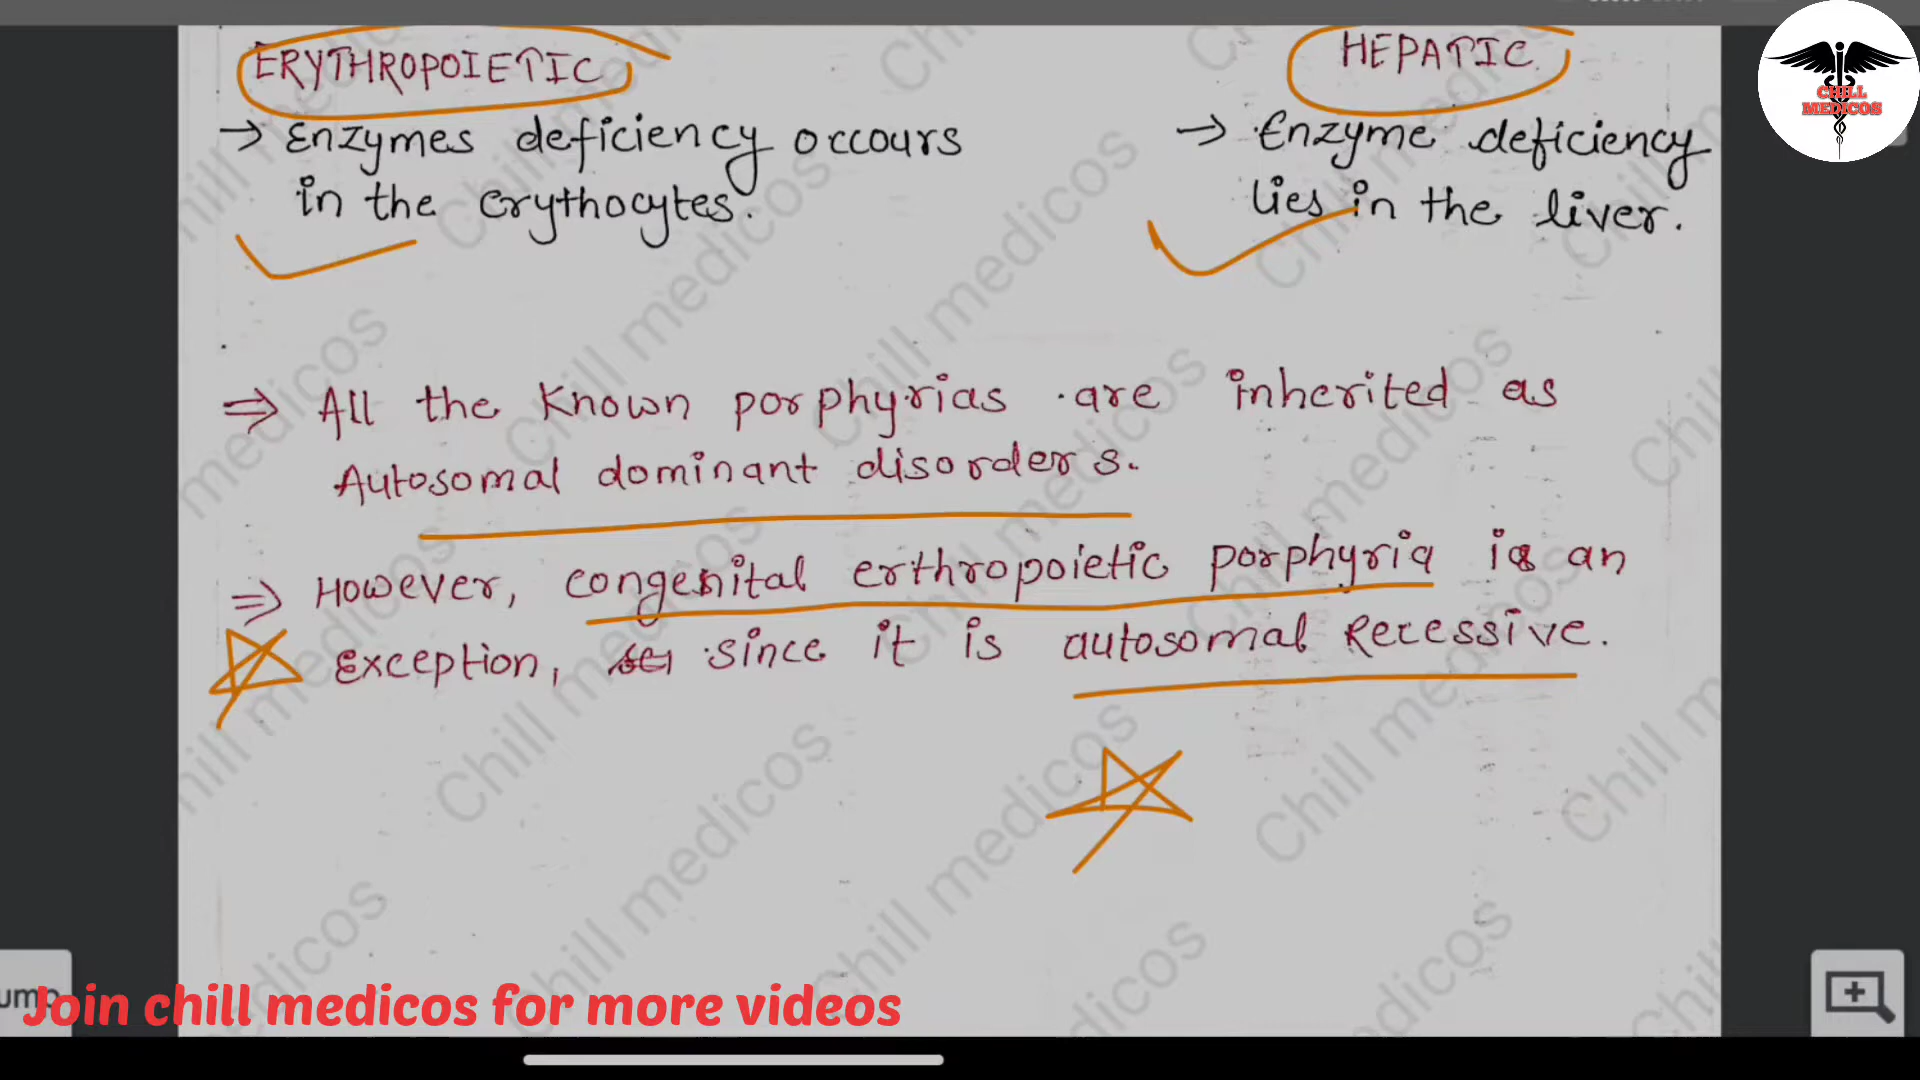 ERYTHROPOIETIC
→ Enzymes deficiency occours
in the erythocytes.
HEPATIC
→ Enzyme deficiency
lies in the liver.
⇒ All the known porphyrias are inherited as
Autosomal dominant disorders.
⇒ However, congenital erthropoietic porphyria is an
exception, since it is autosomal Recessive.
CHILL
MEDICOS
Join chill medicos for more videos
Chill medicos